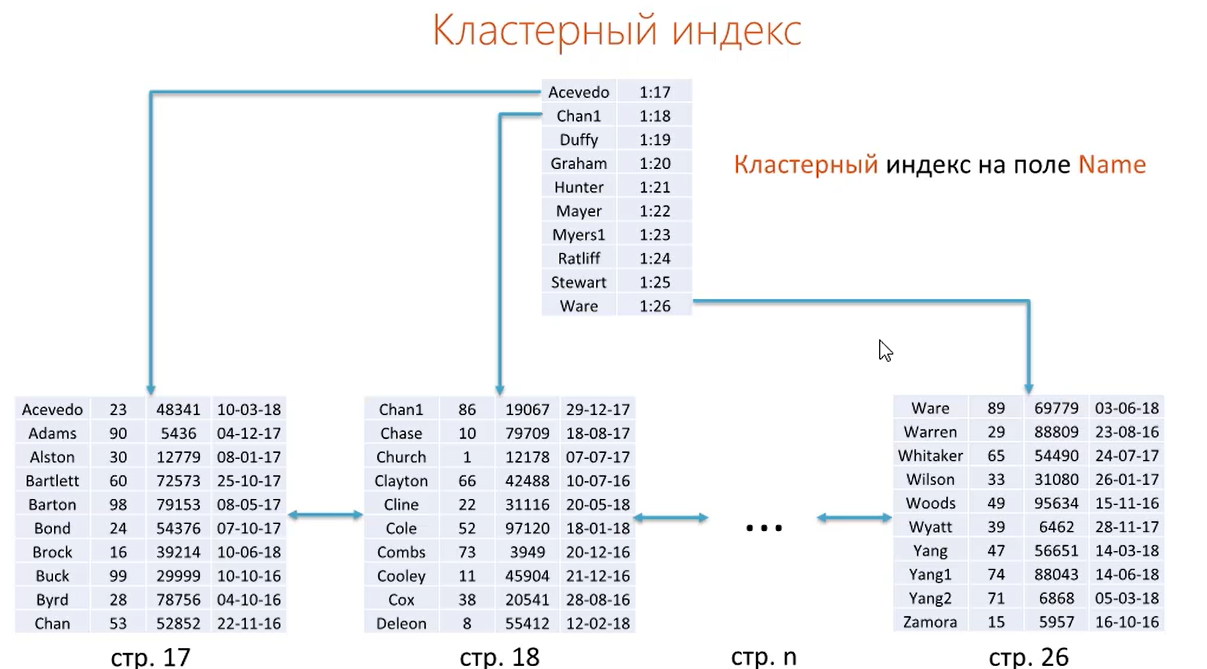 Кластерный индекс
Acevedo 1:17
Chan1 1:18
Duffy 1:19
Graham 1:20
Hunter 1:21
Mayer 1:22
Myers1 1:23
Ratliff 1:24
Stewart 1:25
Ware 1:26
Кластерный индекс на поле Name
Acevedo 23 48341 10-03-18
Adams 90 5436 04-12-17
Alston 30 12779 08-01-17
Bartlett 60 72573 25-10-17
Barton 98 79153 08-05-17
Bond 24 54376 07-10-17
Brock 16 39214 10-06-18
Buck 99 29999 10-10-16
Byrd 28 78756 04-10-16
Chan 53 52852 22-11-16
стр. 17
Chan1 86 19067 29-12-17
Chase 10 79709 18-08-17
Church 1 12178 07-07-17
Clayton 66 42488 10-07-16
Cline 22 31116 20-05-18
Cole 52 97120 18-01-18
Combs 73 3949 20-12-16
Cooley 11 45904 21-12-16
Cox 38 20541 28-08-16
Deleon 8 55412 12-02-18
стр. 18
...
стр. n
Ware 89 69779 03-06-18
Warren 29 88809 23-08-16
Whitaker 65 54490 24-07-17
Wilson 33 31080 26-01-17
Woods 49 95634 15-11-16
Wyatt 39 6462 28-11-17
Yang 47 56651 14-03-18
Yang1 74 88043 14-06-18
Yang2 71 6868 05-03-18
Zamora 15 5957 16-10-16
стр. 26